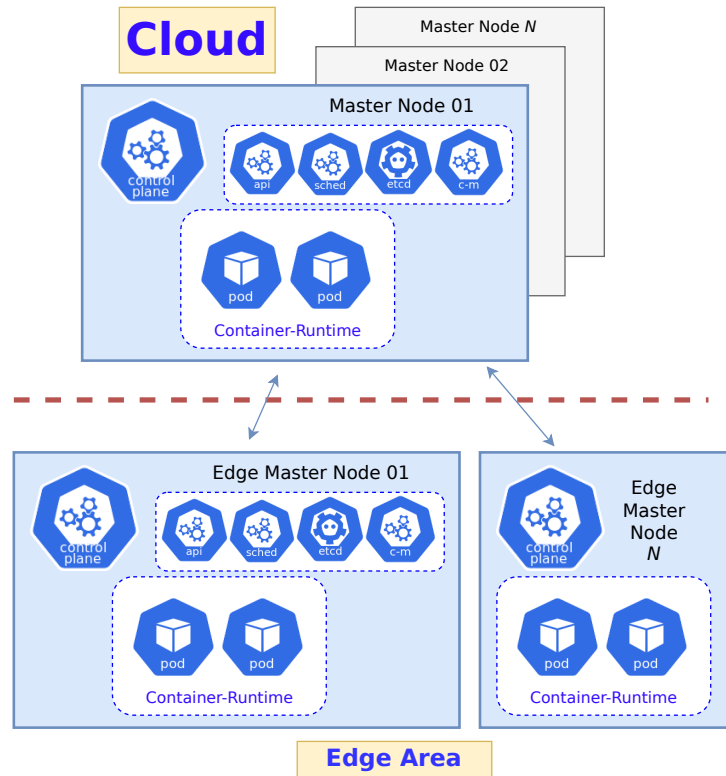 Cloud
Master Node N
Master Node 02
Master Node 01
control
plane
api
sched
etcd
c-m
pod
pod
Container-Runtime
Edge Master Node 01
control
plane
api
sched
etcd
c-m
pod
pod
Container-Runtime
Edge
Master
Node
N
control
plane
pod
pod
Container-Runtime
Edge Area